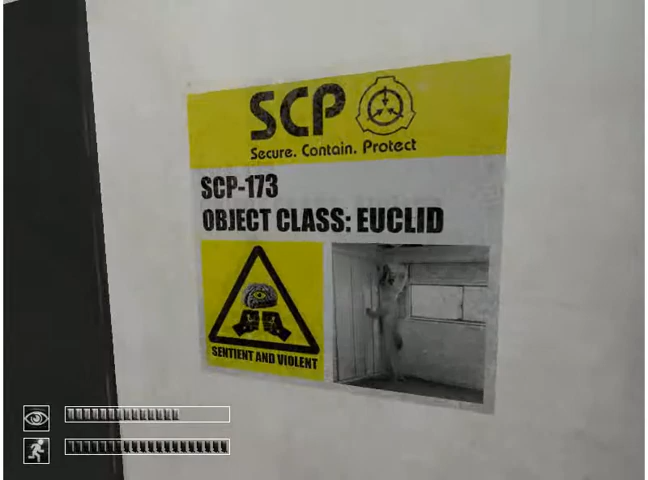 SCP
Secure. Contain. Protect
SCP-173
OBJECT CLASS: EUCLID
SENTIENT AND VIOLENT